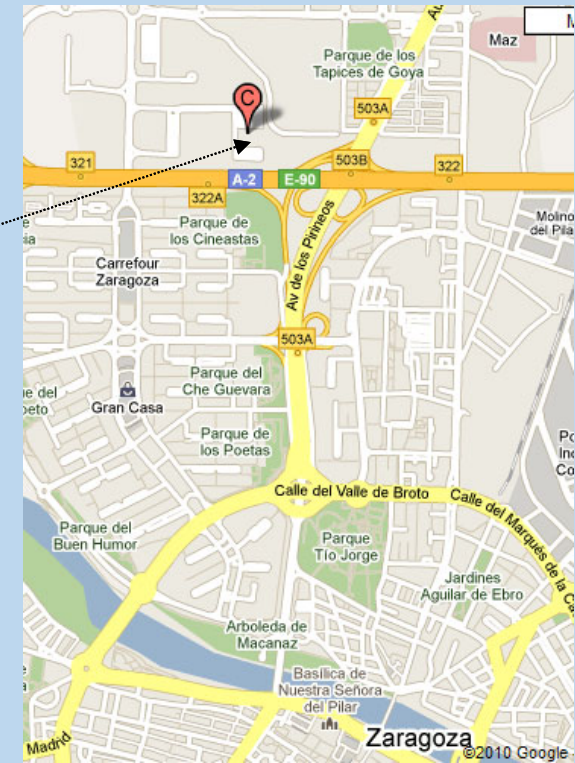 Maz
Parque de los
Tapices de Goya
C
503A
503B
321
322
A-2
E-90
322A
Parque de
los Cineastas
Molino
del Pila
Av de los Pirineos
Carrefour
Zaragoza
503A
Parque del
Che Guevara
Gran Casa
Parque de
los Poetas
Calle del Valle de Broto
Calle del Marqués de la Ca
Parque del
Buen Humor
Parque
Tío Jorge
Jardines
Aguilar de Ebro
Arboleda de
Macanaz
Basílica de
Nuestra Señora
del Pilar
Zaragoza
Madrid
©2010 Google